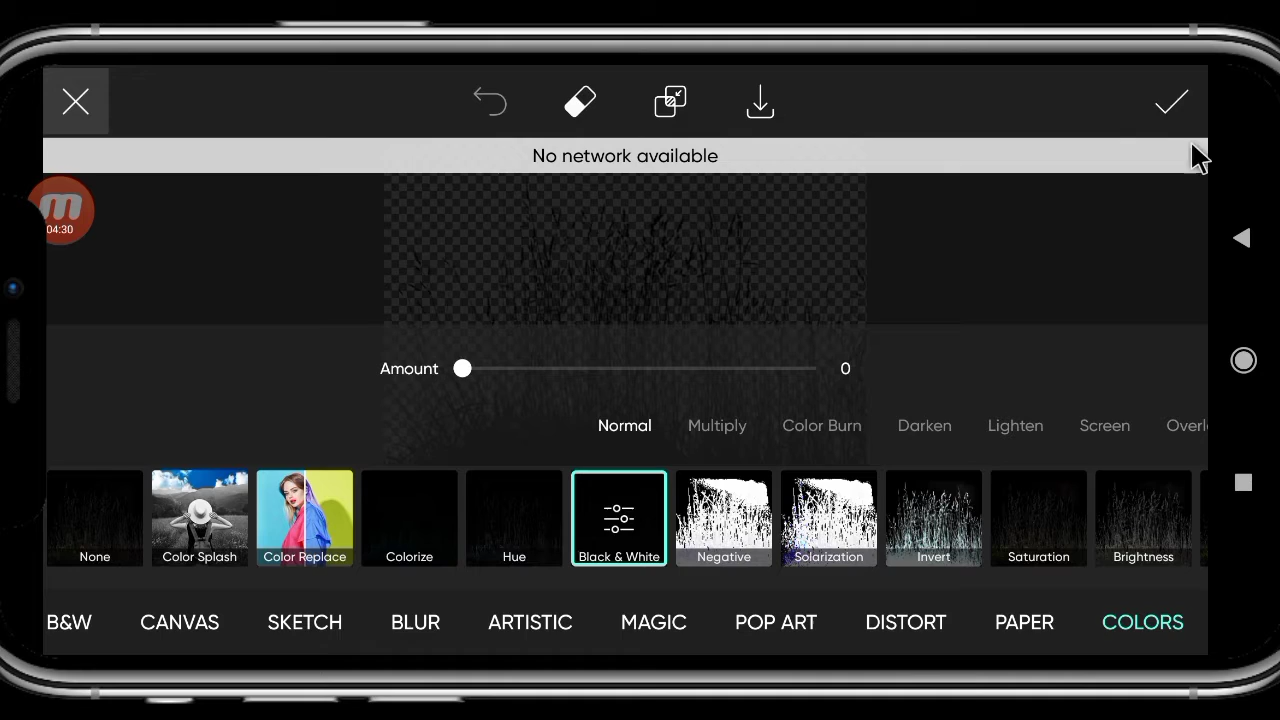 No network available
04:30
Amount 0
Normal Multiply Color Burn Darken Lighten Screen Overl
None Color Splash Color Replace Colorize Hue Black & White Negative Solarization Invert Saturation Brightness
B&W CANVAS SKETCH BLUR ARTISTIC MAGIC POP ART DISTORT PAPER COLORS